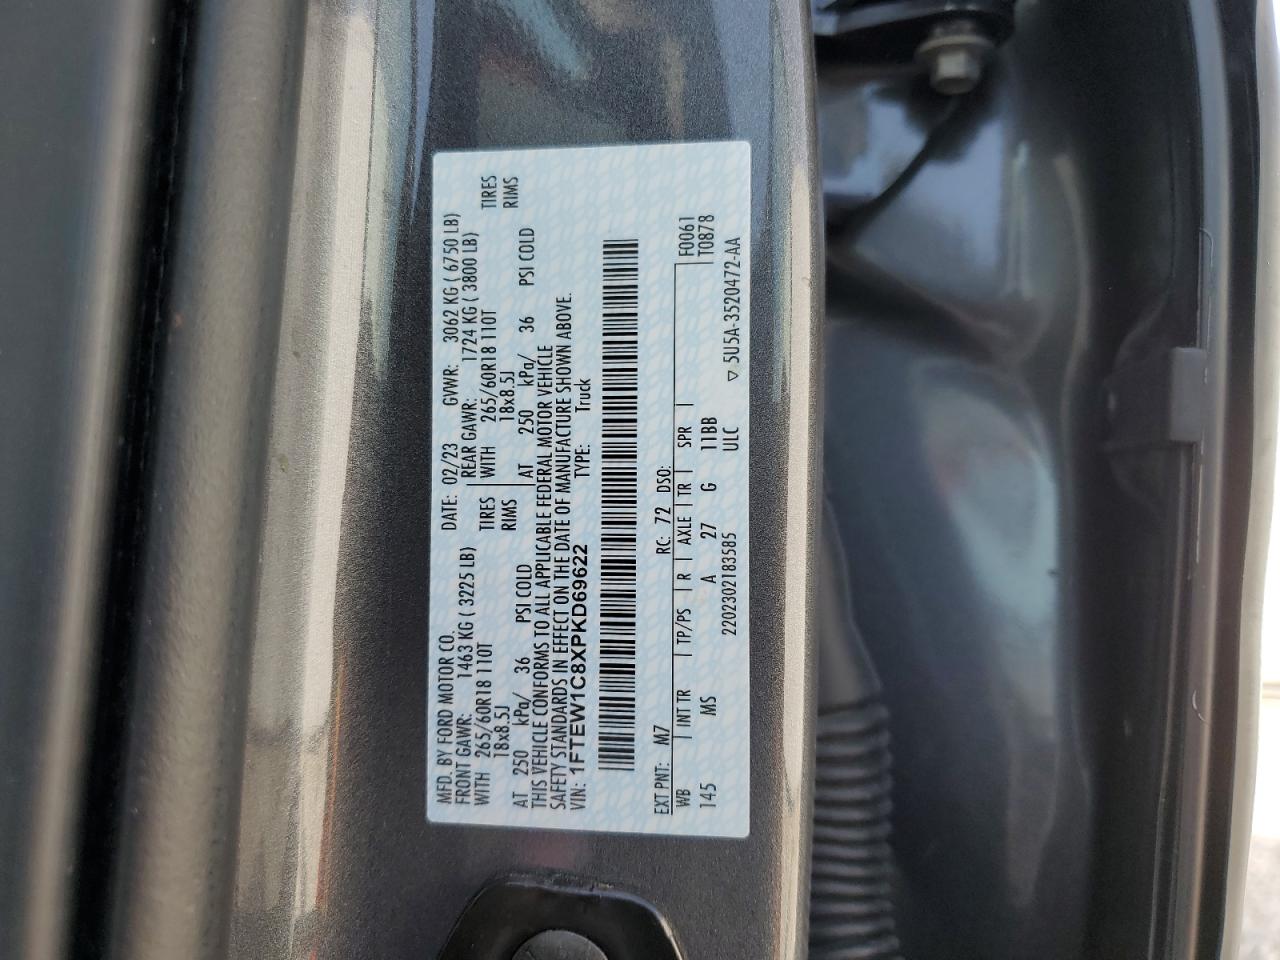 MFD. BY FORD MOTOR CO. DATE: 02/23 GVWR: 3062 KG ( 6750 LB)
FRONT GAWR: 1463 KG ( 3225 LB) REAR GAWR: 1724 KG ( 3800 LB)
WITH 265/60R18 110T TIRES WITH 265/60R18 110T TIRES
18x8.5J RIMS 18x8.5J RIMS
AT 250 kPa/ 36 PSI COLD AT 250 kPa/ 36 PSI COLD
THIS VEHICLE CONFORMS TO ALL APPLICABLE FEDERAL MOTOR VEHICLE
SAFETY STANDARDS IN EFFECT ON THE DATE OF MANUFACTURE SHOWN ABOVE.
VIN: 1FTEW1C8XPKD69622 TYPE: Truck
EXT PNT: M7 RC: 72 DSO: F0061
WB | INT TR | TP/PS | R | AXLE | TR | SPR | T0878
145 MS A 27 G 11BB
2202302183585 ULC ▽ 5U5A-3520472-AA